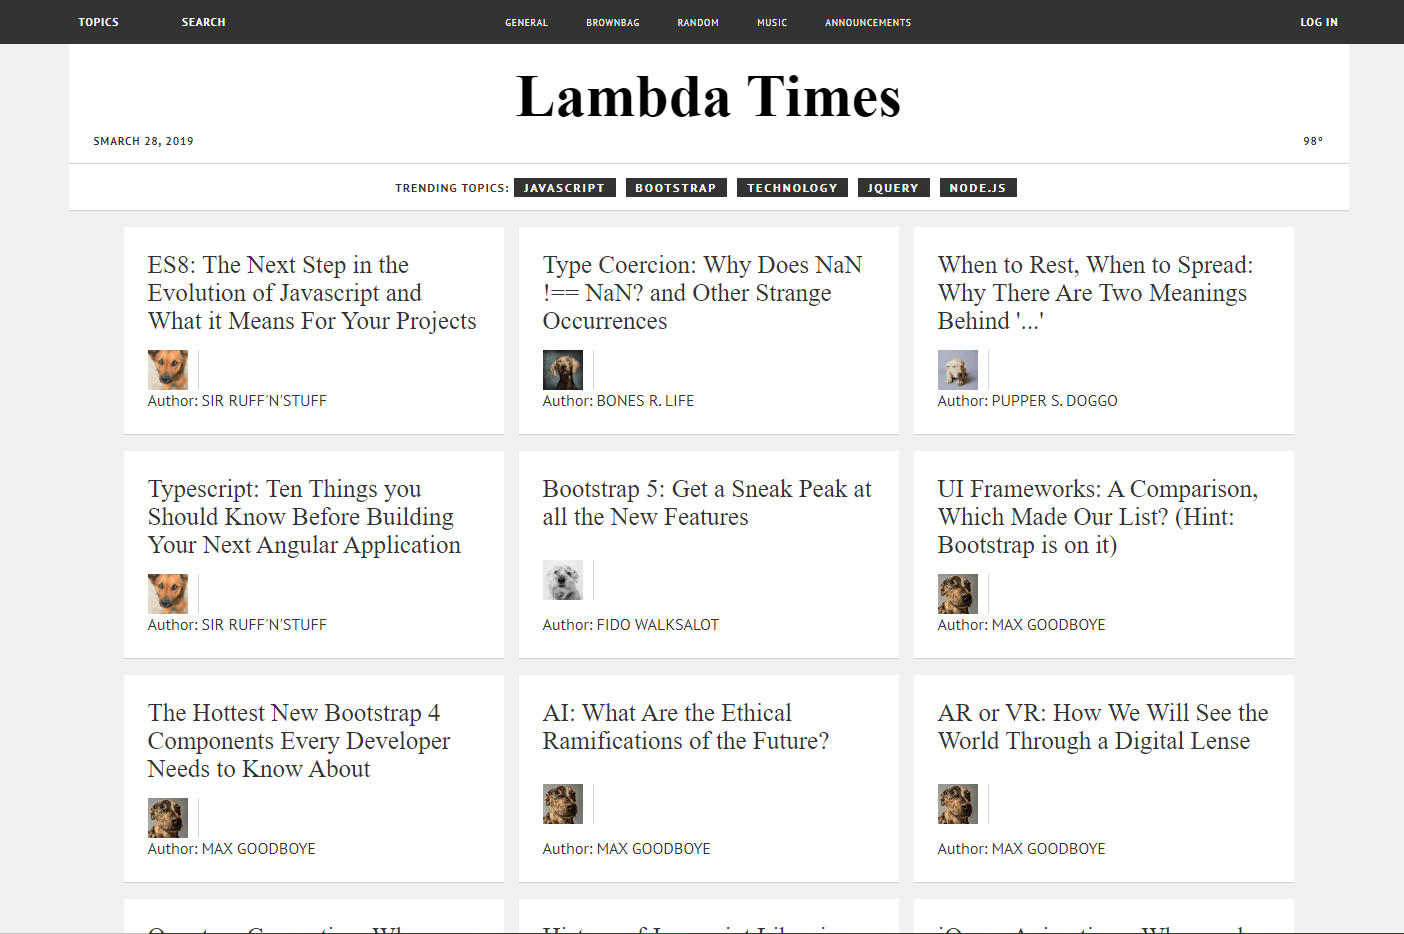 TOPICS SEARCH GENERAL BROWNBAG RANDOM MUSIC ANNOUNCEMENTS LOG IN
Lambda Times
SMARCH 28, 2019 98°
TRENDING TOPICS: JAVASCRIPT BOOTSTRAP TECHNOLOGY JQUERY NODE.JS
ES8: The Next Step in the
Evolution of Javascript and
What it Means For Your Projects
Author: SIR RUFF'N'STUFF
Type Coercion: Why Does NaN
!== NaN? and Other Strange
Occurrences
Author: BONES R. LIFE
When to Rest, When to Spread:
Why There Are Two Meanings
Behind '...'
Author: PUPPER S. DOGGO
Typescript: Ten Things you
Should Know Before Building
Your Next Angular Application
Author: SIR RUFF'N'STUFF
Bootstrap 5: Get a Sneak Peak at
all the New Features
Author: FIDO WALKSALOT
UI Frameworks: A Comparison,
Which Made Our List? (Hint:
Bootstrap is on it)
Author: MAX GOODBOYE
The Hottest New Bootstrap 4
Components Every Developer
Needs to Know About
Author: MAX GOODBOYE
AI: What Are the Ethical
Ramifications of the Future?
Author: MAX GOODBOYE
AR or VR: How We Will See the
World Through a Digital Lense
Author: MAX GOODBOYE